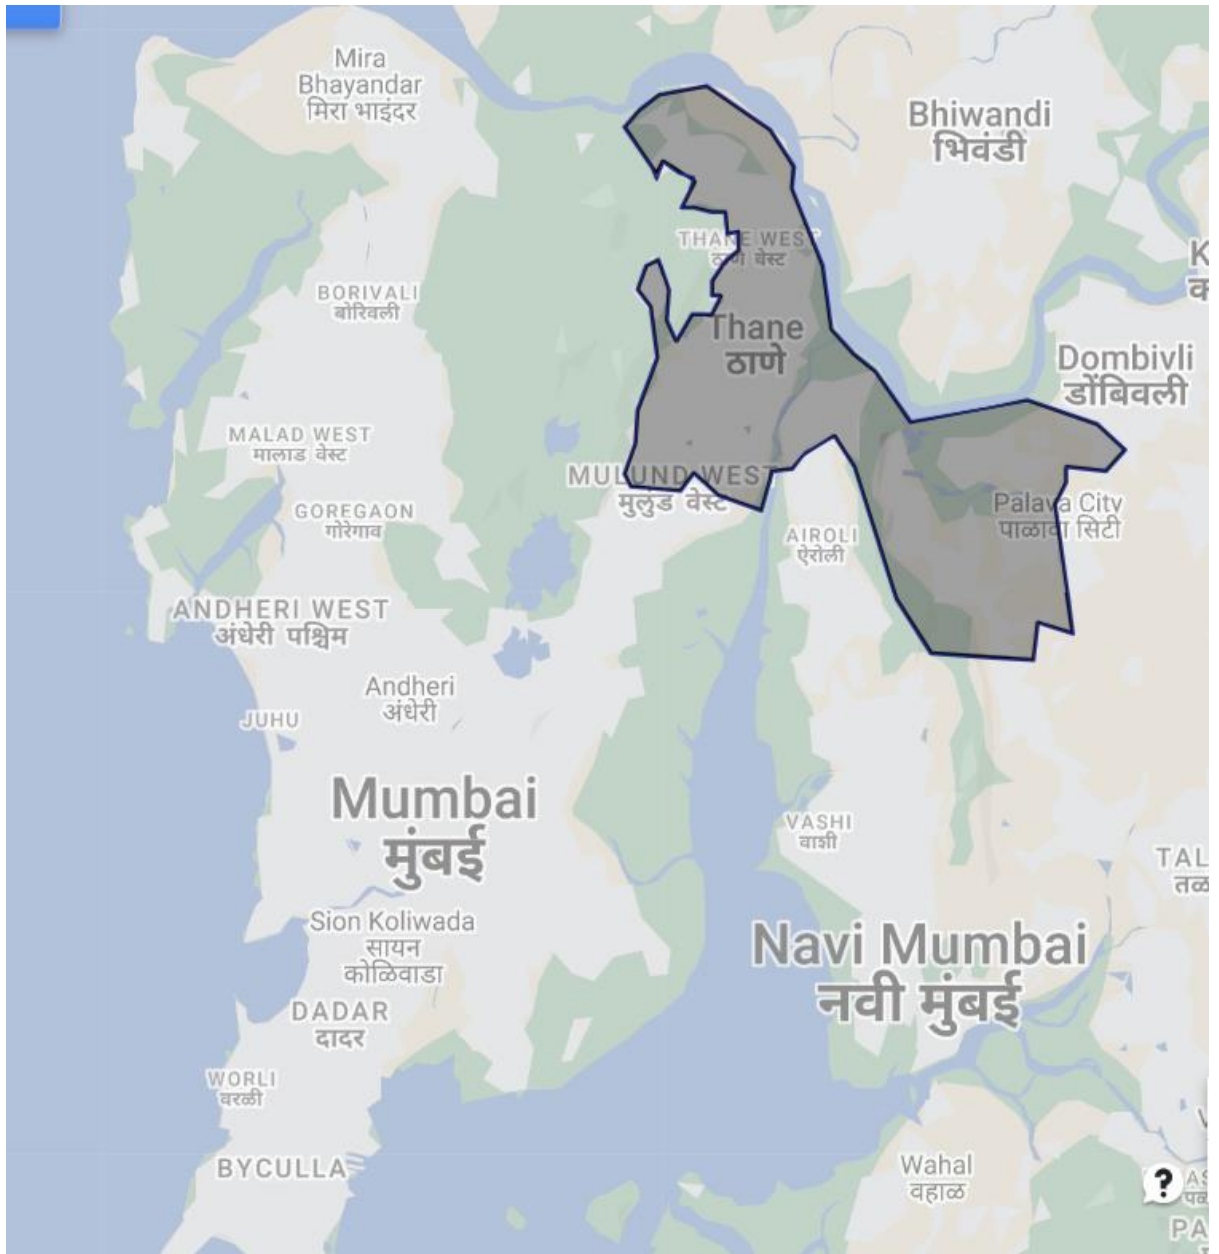 Mira
Bhayandar
मिरा भाइंदर
Bhiwandi
भिवंडी
THANE WEST
ठाणे वेस्ट
K
क
BORIVALI
बोरिवली
Thane
ठाणे
Dombivli
डोंबिवली
MALAD WEST
मालाड वेस्ट
MULUND WEST
मुलुंड वेस्ट
Palava City
पाळावा सिटी
GOREGAON
गोरेगाव
AIROLI
ऐरोली
ANDHERI WEST
अंधेरी पश्चिम
Andheri
अंधेरी
JUHU
Mumbai
मुंबई
VASHI
वाशी
TAL
तळ
Sion Koliwada
सायन
कोळिवाडा
Navi Mumbai
नवी मुंबई
DADAR
दादर
WORLI
वरळी
BYCULLA
Wahal
वहाळ
?
PA